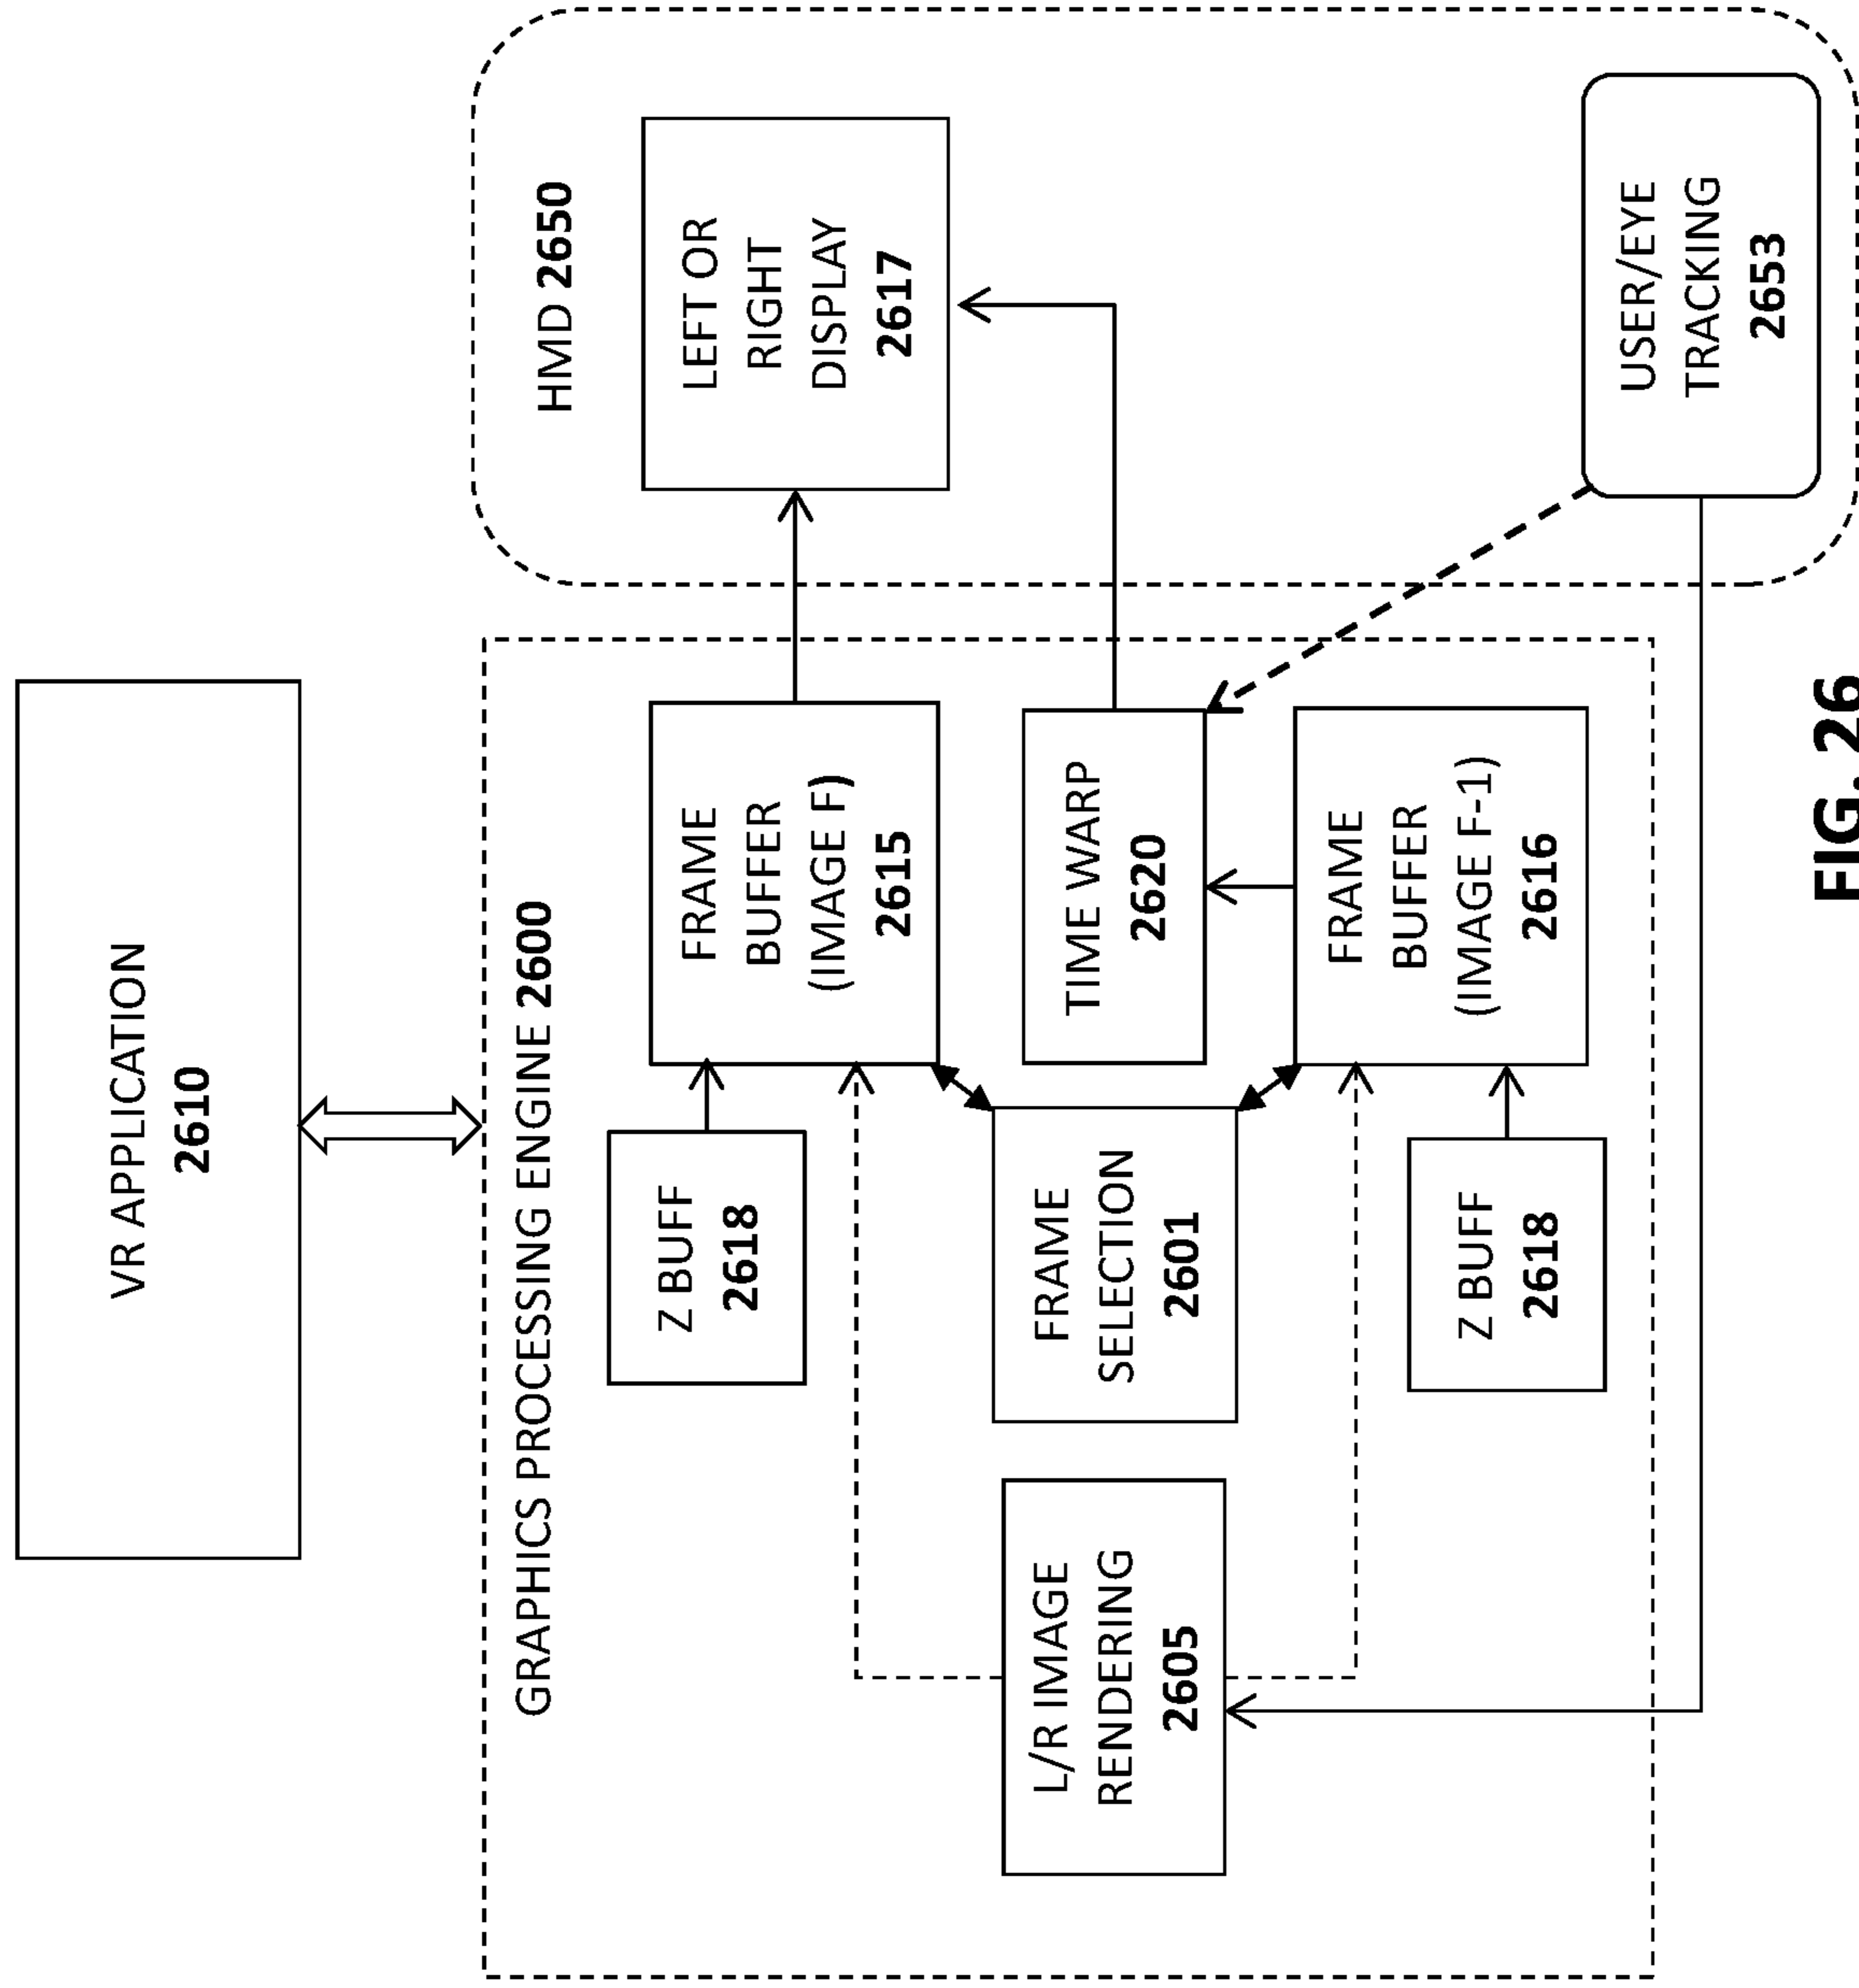 VR APPLICATION
2610
GRAPHICS PROCESSING ENGINE 2600
HMD 2650
Z BUFF
2618
FRAME
BUFFER
(IMAGE F)
2615
LEFT OR
RIGHT
DISPLAY
2617
L/R IMAGE
RENDERING
2605
FRAME
SELECTION
2601
TIME WARP
2620
Z BUFF
2618
FRAME
BUFFER
(IMAGE F-1)
2616
USER/EYE
TRACKING
2653
FIG. 26